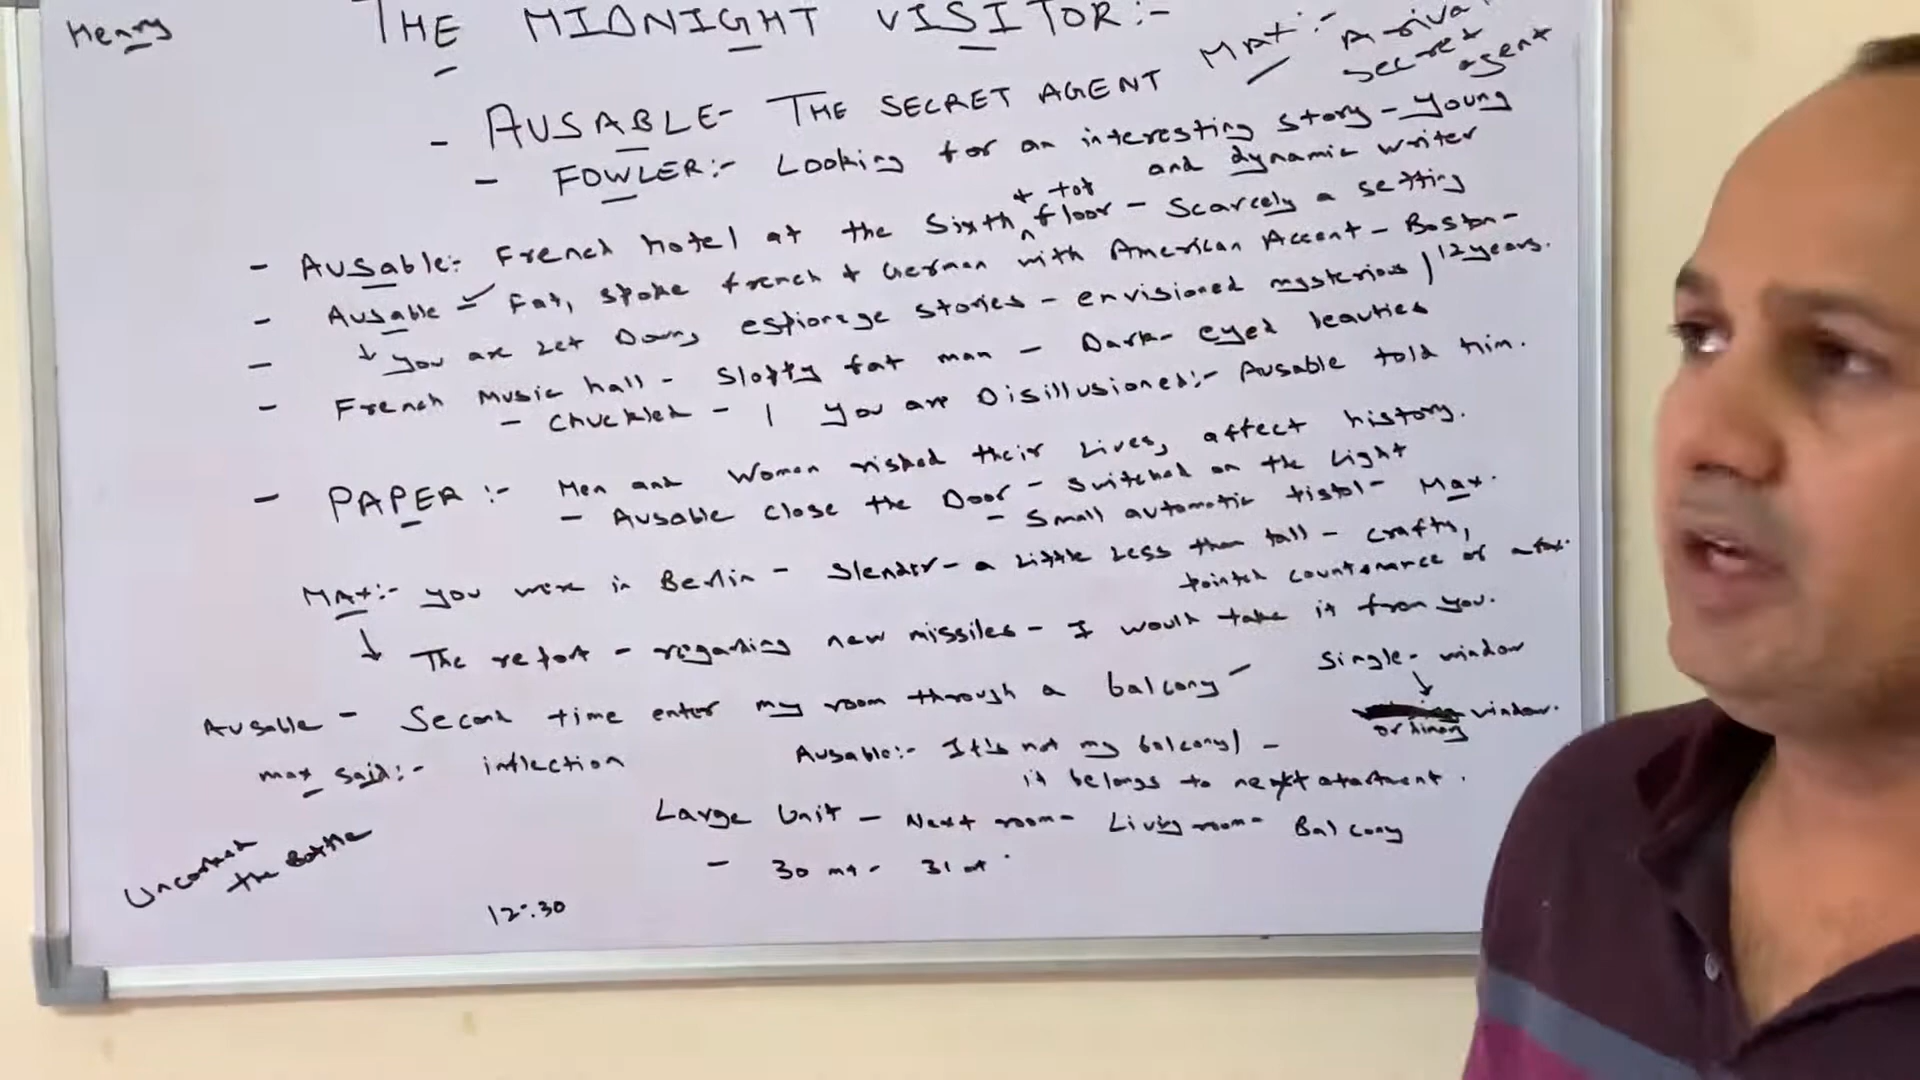 Henry
THE MIDNIGHT VISITOR:-
MAX:- A rival
secret
agent
- AUSABLE- THE SECRET AGENT
- FOWLER:- Looking for an interesting story - young
and dynamic writer
- AUSable:- French hotel at the Sixth + top floor - Scarcely a setting
- AUSable - Fat, spoke french + German with American Accent - Boston -
12 years.
- ↓ you are Let Down, espionage stories - envisioned mysterious /
- French Music hall - Sloppy fat man - Dark-eyed beauties
- Chuckled - | you are Disillusioned:- Ausable told him.
- PAPER:- Men and Women risked their Lives, affect history.
- Ausable close the Door - Switched on the Light
- Small automatic pistol - Max.
MAX:- you were in Berlin - Slender - a Little Less than tall - crafty,
pointed countenance of a fox.
↓ The report - regarding new missiles - I would take it from you.
Ausable - Second time enter my room through a balcony -
Single - window
↓
ordinary window.
max said:- inflection
Ausable:- It's not my balcony | -
it belongs to next apartment.
Large Unit - Next room - Living room - Balcony
- 30 mt - 31 mt.
Uncorked
the Bottle
12:.30